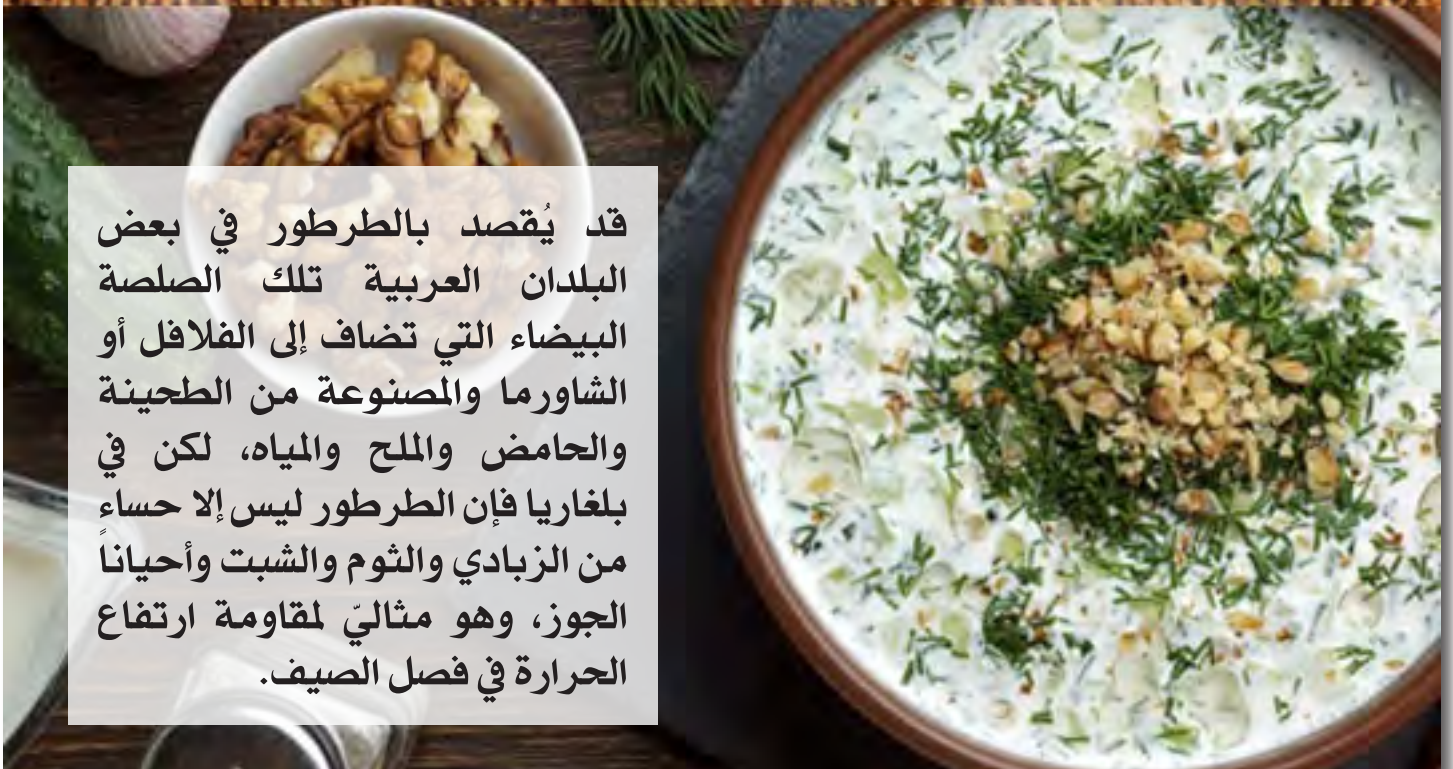 قد يُقصد بالطرطور في بعض
البلدان العربية تلك الصلصة
البيضاء التي تضاف إلى الفلافل أو
الشاورما والمصنوعة من الطحينة
والحامض والملح والمياه، لكن في
بلغاريا فإن الطرطور ليس إلا حساء
من الزبادي والثوم والشبت وأحياناً
الجوز، وهو مثاليّ لمقاومة ارتفاع
الحرارة في فصل الصيف.